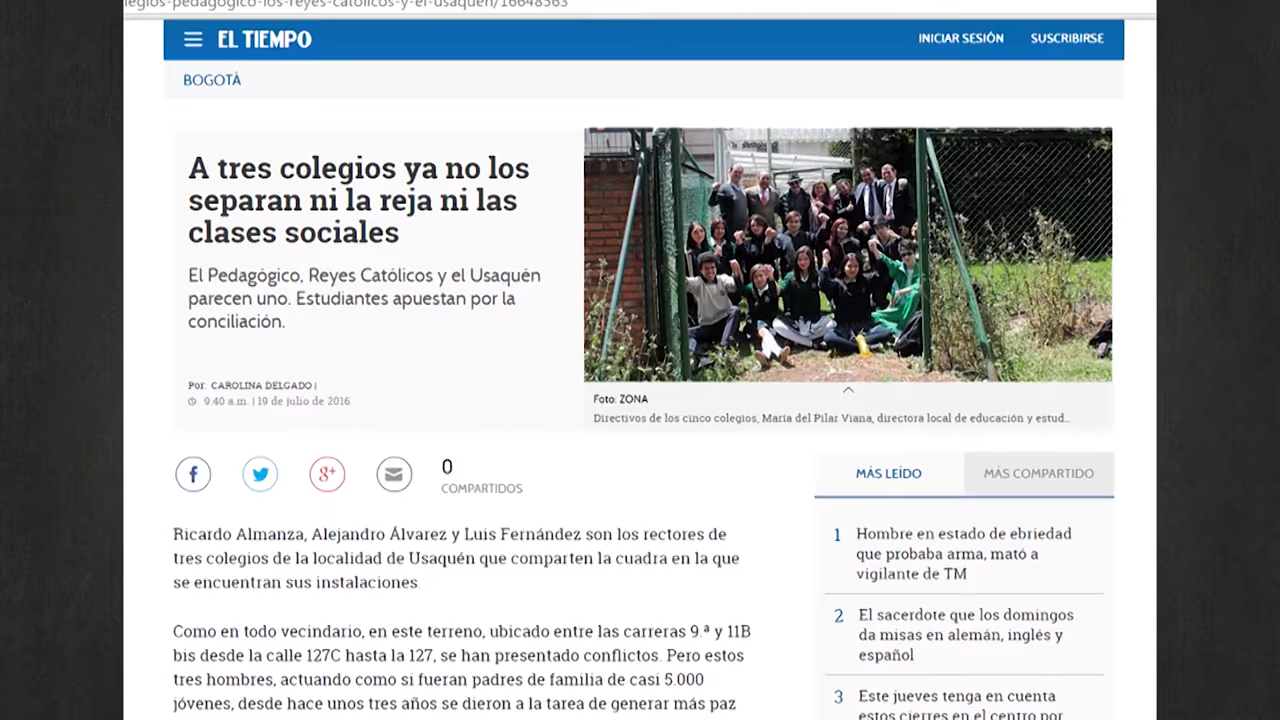 legios-pedagogico-los-reyes-catolicos-y-el-usaquen/16648563
EL TIEMPO
INICIAR SESIÓN
SUSCRIBIRSE
BOGOTÁ
A tres colegios ya no los
separan ni la reja ni las
clases sociales
El Pedagógico, Reyes Católicos y el Usaquén
parecen uno. Estudiantes apuestan por la
conciliación.
Por: CAROLINA DELGADO |
9:40 a.m. | 19 de julio de 2016
Foto: ZONA
Directivos de los cinco colegios, María del Pilar Viana, directora local de educación y estud...
0
COMPARTIDOS
Ricardo Almanza, Alejandro Álvarez y Luis Fernández son los rectores de
tres colegios de la localidad de Usaquén que comparten la cuadra en la que
se encuentran sus instalaciones.
Como en todo vecindario, en este terreno, ubicado entre las carreras 9.ª y 11B
bis desde la calle 127C hasta la 127, se han presentado conflictos. Pero estos
tres hombres, actuando como si fueran padres de familia de casi 5.000
jóvenes, desde hace unos tres años se dieron a la tarea de generar más paz
MÁS LEÍDO
MÁS COMPARTIDO
1 Hombre en estado de ebriedad
que probaba arma, mató a
vigilante de TM
2 El sacerdote que los domingos
da misas en alemán, inglés y
español
3 Este jueves tenga en cuenta
estos cierres en el centro por